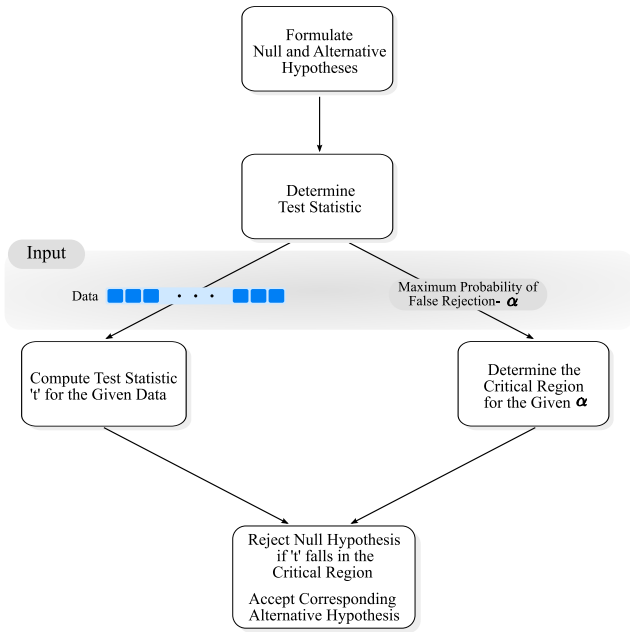 Formulate
Null and Alternative
Hypotheses
Determine
Test Statistic
Input
Data
Maximum Probability of
False Rejection- α
Compute Test Statistic
't' for the Given Data
Determine the
Critical Region
for the Given α
Reject Null Hypothesis
if 't' falls in the
Critical Region
Accept Corresponding
Alternative Hypothesis